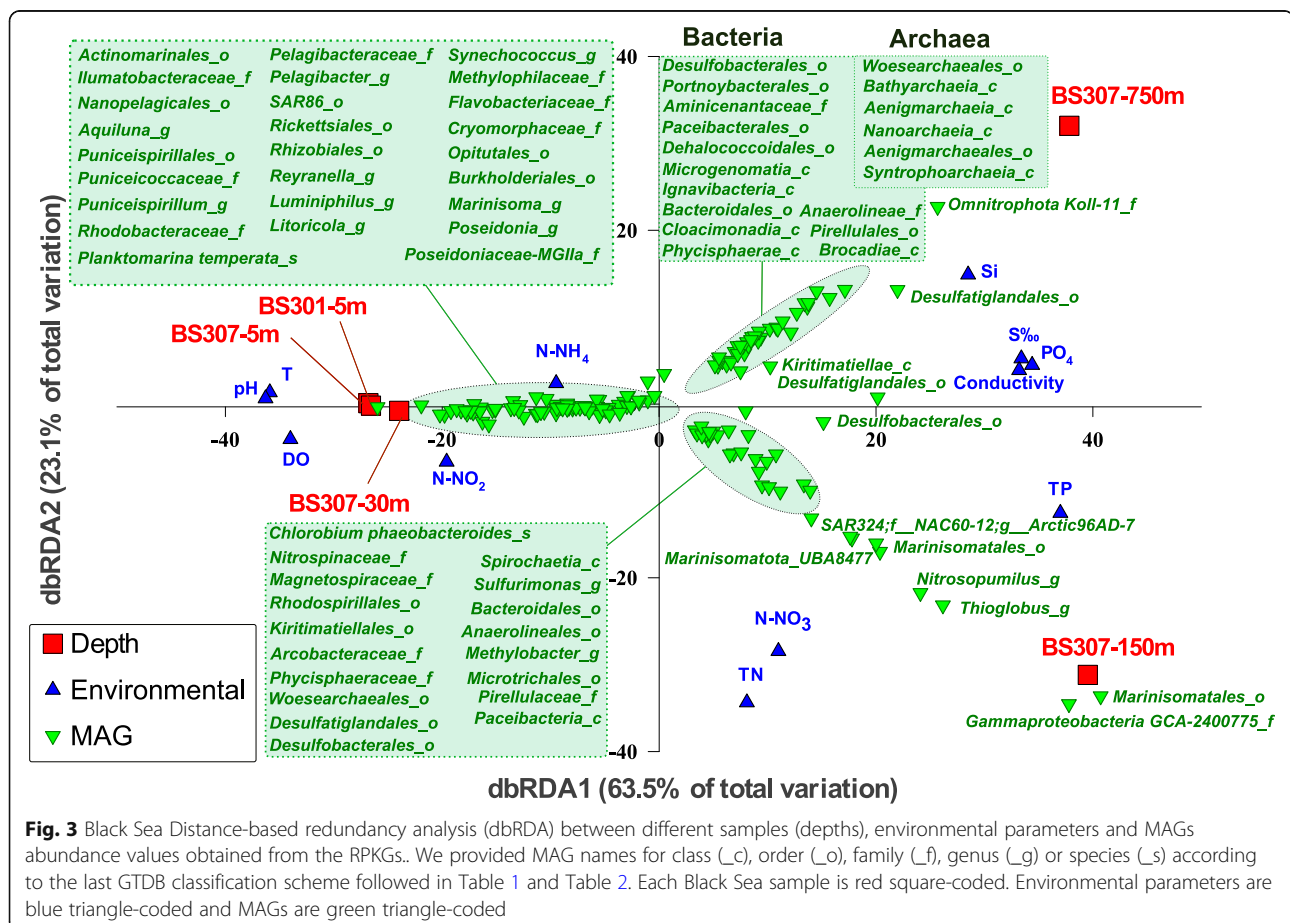 Actinomarinales_o
Ilumatobacteraceae_f
Nanopelagicales_o
Aquiluna_g
Puniceispirillales_o
Puniceicoccaceae_f
Puniceispirillum_g
Rhodobacteraceae_f
Planktomarina temperata_s
Pelagibacteraceae_f
Pelagibacter_g
SAR86_o
Rickettsiales_o
Rhizobiales_o
Reyranella_g
Luminiphilus_g
Litoricola_g
Synechococcus_g
Methylophilaceae_f
Flavobacteriaceae_f
Cryomorphaceae_f
Opitutales_o
Burkholderiales_o
Marinisoma_g
Poseidonia_g
Poseidoniaceae-MGIIa_f
Bacteria
Desulfobacterales_o
Portnoybacterales_o
Aminicenantaceae_f
Paceibacterales_o
Dehalococcoidales_o
Microgenomatia_c
Ignavibacteria_c
Bacteroidales_o
Cloacimonadia_c
Phycisphaerae_c
Anaerolineae_f
Pirellulales_o
Brocadiae_c
Archaea
Woesearchaeales_o
Bathyarchaeia_c
Aenigmarchaeia_c
Nanoarchaeia_c
Aenigmarchaeales_o
Syntrophoarchaeia_c
BS307-750m
Omnitrophota Koll-11_f
Si
Desulfatiglandales_o
S‰
PO4
Conductivity
Kiritimatiellae_c
Desulfatiglandales_o
Desulfobacterales_o
BS301-5m
BS307-5m
N-NH4
pH
T
DO
N-NO2
BS307-30m
40
20
-20
-40
-40
-20
0
20
40
dbRDA2 (23.1% of total variation)
TP
SAR324;f__NAC60-12;g__Arctic96AD-7
Marinisomatota_UBA8477
Marinisomatales_o
Nitrosopumilus_g
Thioglobus_g
N-NO3
TN
BS307-150m
Marinisomatales_o
Gammaproteobacteria GCA-2400775_f
Chlorobium phaeobacteroides_s
Nitrospinaceae_f
Magnetospiraceae_f
Rhodospirillales_o
Kiritimatiellales_o
Arcobacteraceae_f
Phycisphaeraceae_f
Woesearchaeales_o
Desulfatiglandales_o
Desulfobacterales_o
Spirochaetia_c
Sulfurimonas_g
Bacteroidales_o
Anaerolineales_o
Methylobacter_g
Microtrichales_o
Pirellulaceae_f
Paceibacteria_c
Depth
Environmental
MAG
dbRDA1 (63.5% of total variation)
Fig. 3 Black Sea Distance-based redundancy analysis (dbRDA) between different samples (depths), environmental parameters and MAGs
abundance values obtained from the RPKGs.. We provided MAG names for class (_c), order (_o), family (_f), genus (_g) or species (_s) according
to the last GTDB classification scheme followed in Table 1 and Table 2. Each Black Sea sample is red square-coded. Environmental parameters are
blue triangle-coded and MAGs are green triangle-coded